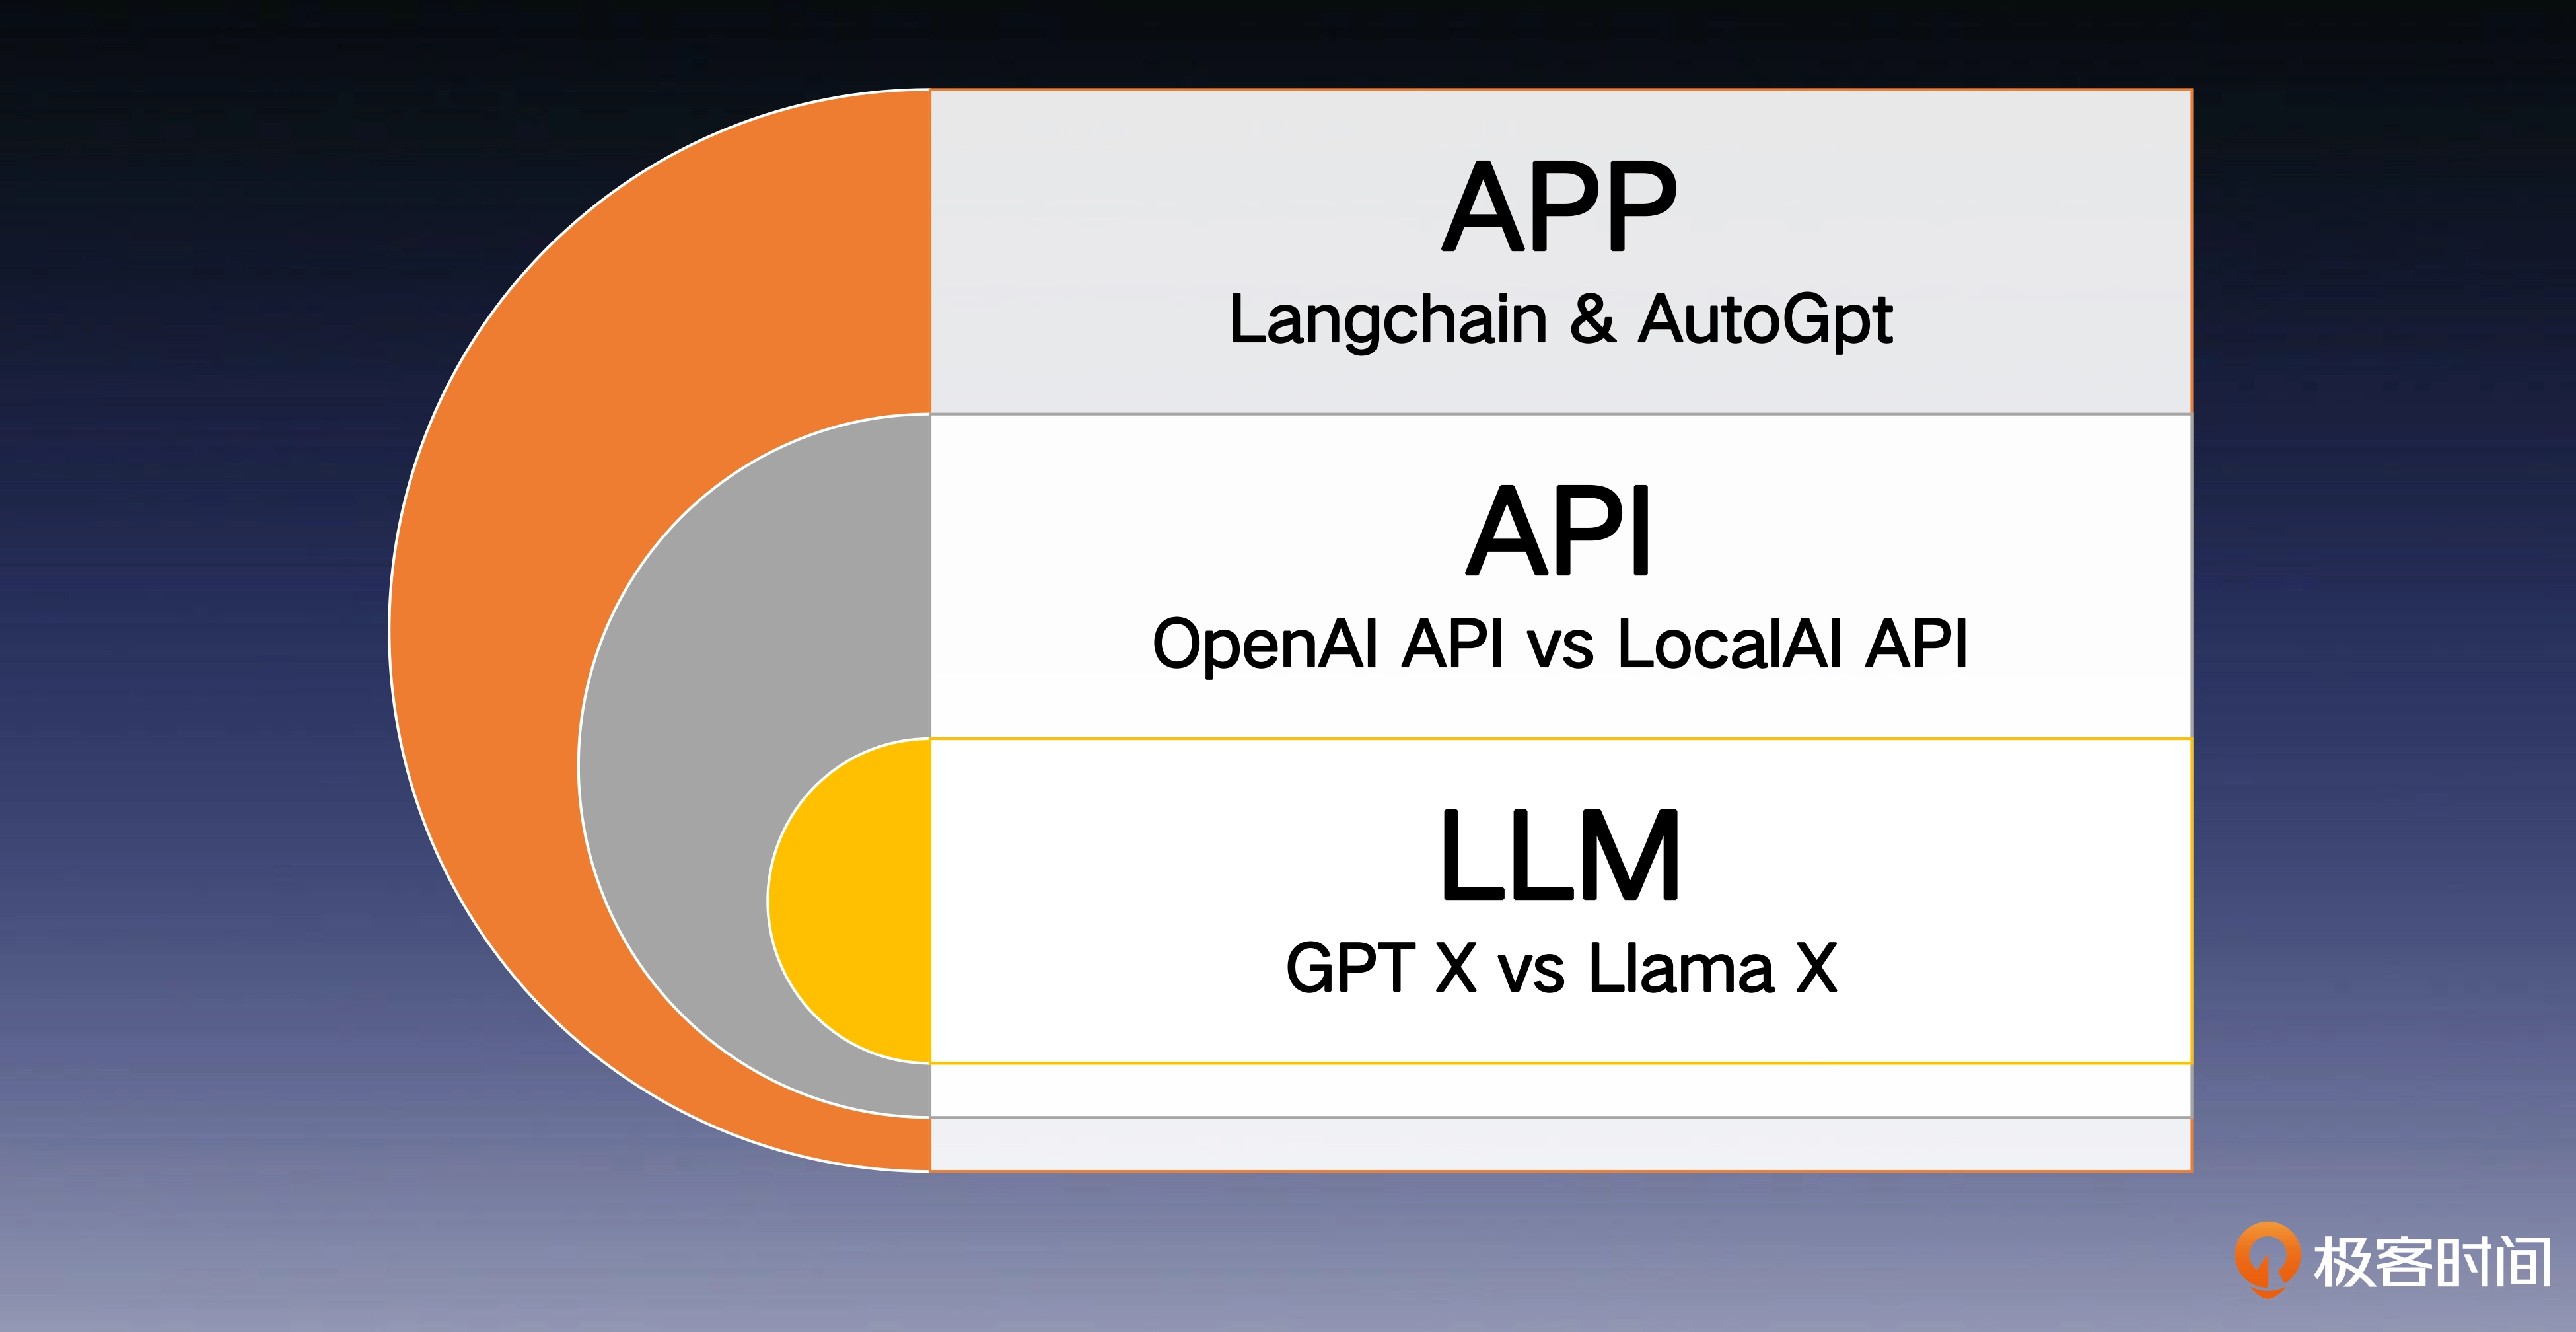 APP
Langchain & AutoGpt
API
OpenAI API vs LocalAI API
LLM
GPT X vs Llama X
极客时间